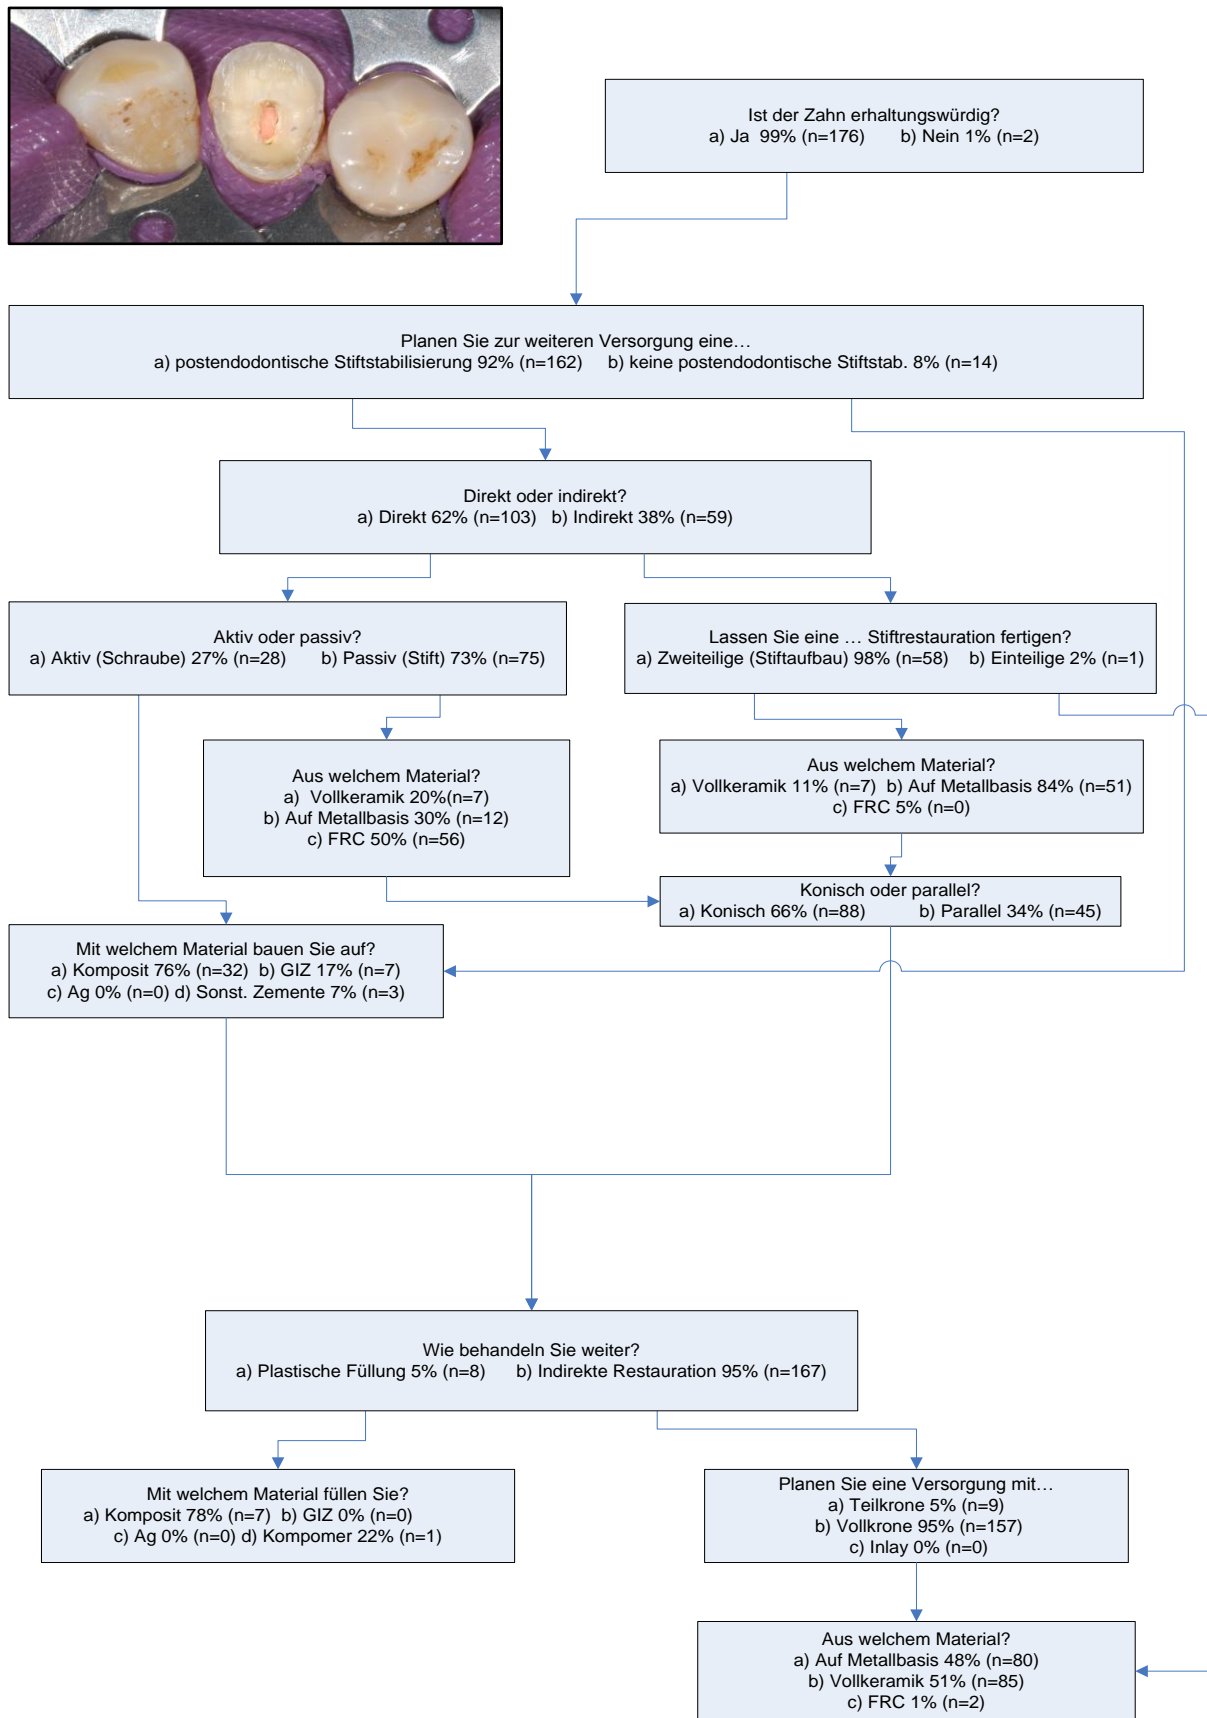 Ist der Zahn erhaltungswürdig?
a) Ja 99% (n=176) b) Nein 1% (n=2)
Planen Sie zur weiteren Versorgung eine…
a) postendodontische Stiftstabilisierung 92% (n=162) b) keine postendodontische Stiftstab. 8% (n=14)
Direkt oder indirekt?
a) Direkt 62% (n=103) b) Indirekt 38% (n=59)
Aktiv oder passiv?
a) Aktiv (Schraube) 27% (n=28) b) Passiv (Stift) 73% (n=75)
Lassen Sie eine … Stiftrestauration fertigen?
a) Zweiteilige (Stiftaufbau) 98% (n=58) b) Einteilige 2% (n=1)
Aus welchem Material?
a) Vollkeramik 20%(n=7)
b) Auf Metallbasis 30% (n=12)
c) FRC 50% (n=56)
Aus welchem Material?
a) Vollkeramik 11% (n=7) b) Auf Metallbasis 84% (n=51)
c) FRC 5% (n=0)
Konisch oder parallel?
a) Konisch 66% (n=88) b) Parallel 34% (n=45)
Mit welchem Material bauen Sie auf?
a) Komposit 76% (n=32) b) GIZ 17% (n=7)
c) Ag 0% (n=0) d) Sonst. Zemente 7% (n=3)
Wie behandeln Sie weiter?
a) Plastische Füllung 5% (n=8) b) Indirekte Restauration 95% (n=167)
Mit welchem Material füllen Sie?
a) Komposit 78% (n=7) b) GIZ 0% (n=0)
c) Ag 0% (n=0) d) Kompomer 22% (n=1)
Planen Sie eine Versorgung mit…
a) Teilkrone 5% (n=9)
b) Vollkrone 95% (n=157)
c) Inlay 0% (n=0)
Aus welchem Material?
a) Auf Metallbasis 48% (n=80)
b) Vollkeramik 51% (n=85)
c) FRC 1% (n=2)